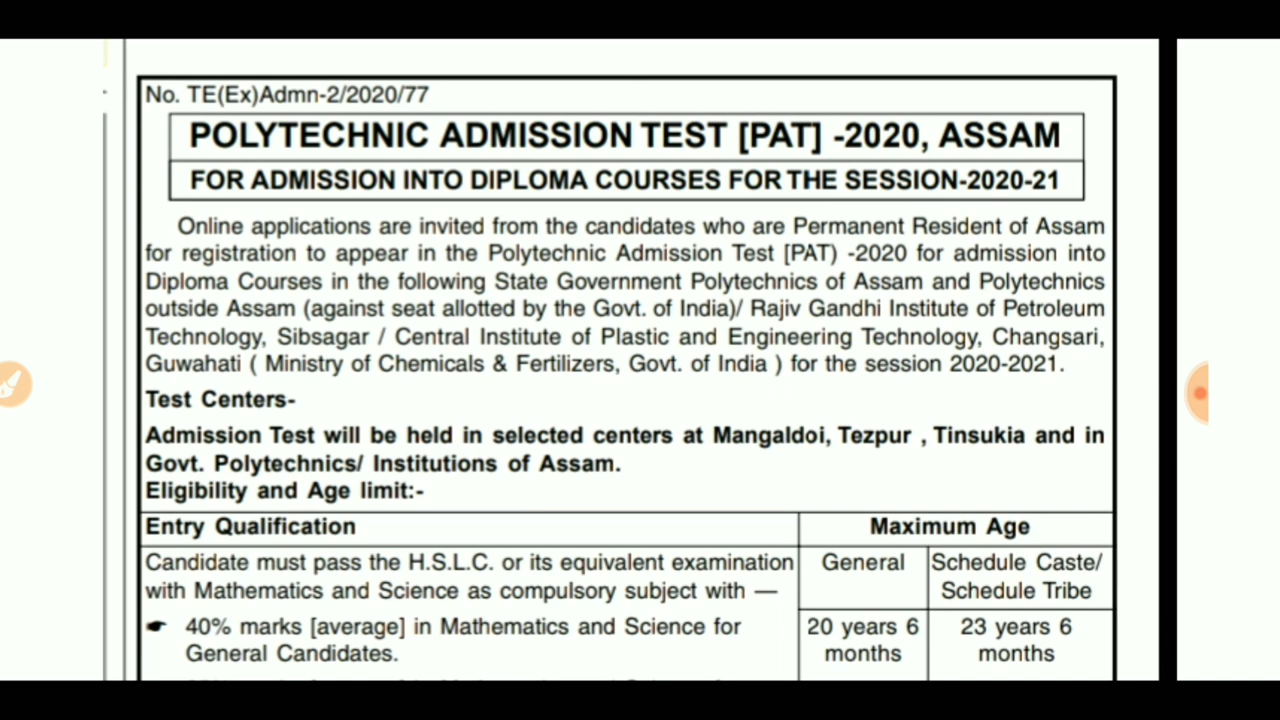 No. TE(Ex)Admn-2/2020/77
POLYTECHNIC ADMISSION TEST [PAT] -2020, ASSAM
FOR ADMISSION INTO DIPLOMA COURSES FOR THE SESSION-2020-21
Online applications are invited from the candidates who are Permanent Resident of Assam
for registration to appear in the Polytechnic Admission Test [PAT) -2020 for admission into
Diploma Courses in the following State Government Polytechnics of Assam and Polytechnics
outside Assam (against seat allotted by the Govt. of India)/ Rajiv Gandhi Institute of Petroleum
Technology, Sibsagar / Central Institute of Plastic and Engineering Technology, Changsari,
Guwahati ( Ministry of Chemicals & Fertilizers, Govt. of India ) for the session 2020-2021.
Test Centers-
Admission Test will be held in selected centers at Mangaldoi, Tezpur , Tinsukia and in
Govt. Polytechnics/ Institutions of Assam.
Eligibility and Age limit:-
Entry Qualification Maximum Age
Candidate must pass the H.S.L.C. or its equivalent examination
with Mathematics and Science as compulsory subject with —
General
Schedule Caste/
Schedule Tribe
40% marks [average] in Mathematics and Science for
General Candidates.
20 years 6
months
23 years 6
months